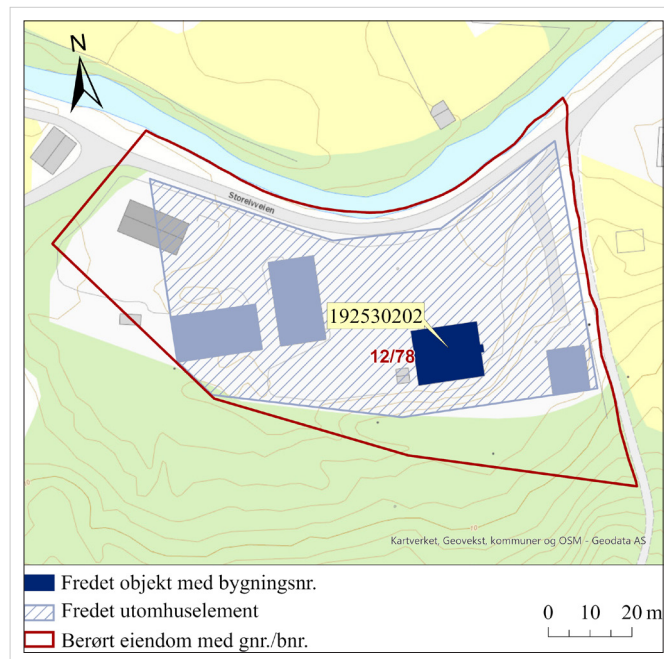 N
Storelvveien
192530202
12/78
Kartverket, Geovekst, kommuner og OSM - Geodata AS
Fredet objekt med bygningsnr.
Fredet utomhuselement
Berørt eiendom med gnr./bnr.
0 10 20 m